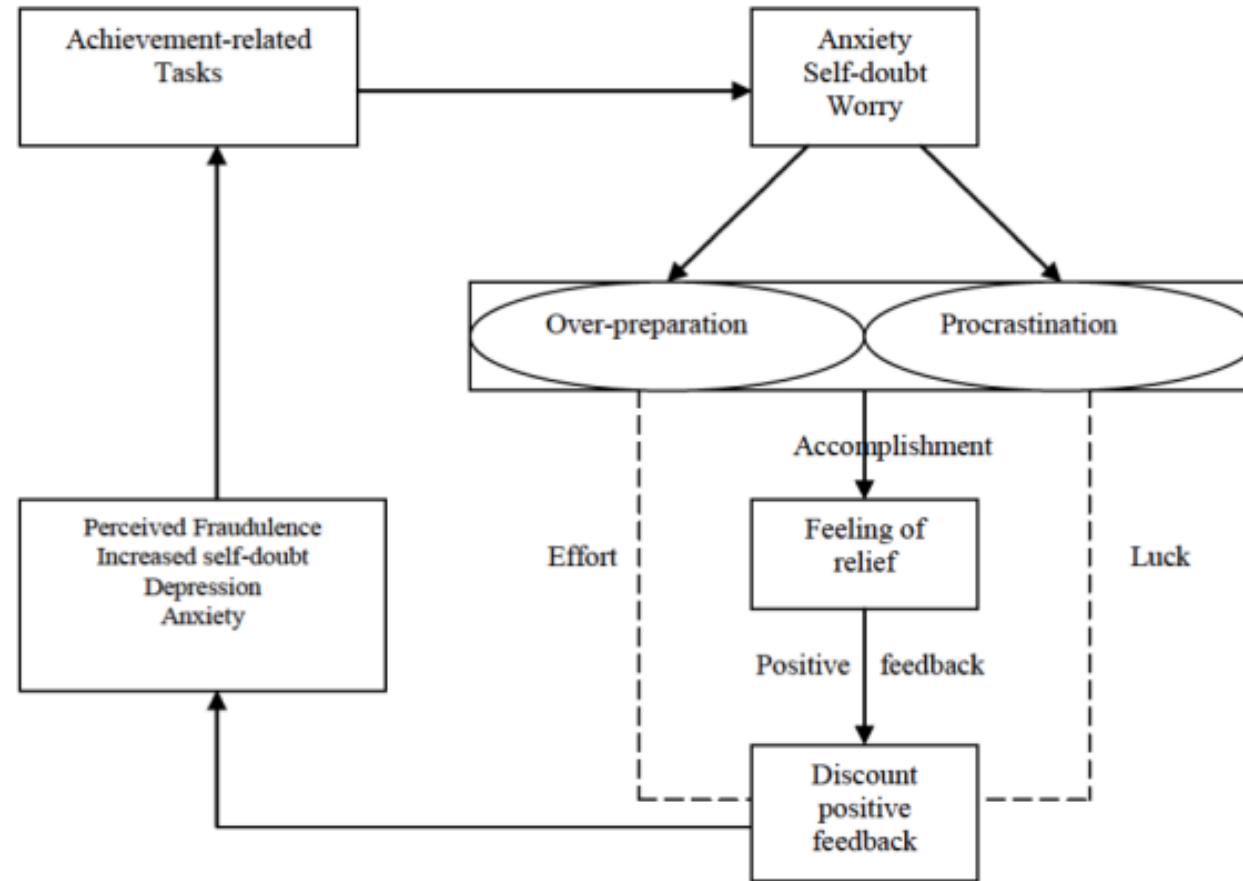 Achievement-related
Tasks
Anxiety
Self-doubt
Worry
Over-preparation
Procrastination
Accomplishment
Perceived Fraudulence
Increased self-doubt
Depression
Anxiety
Effort
Feeling of
relief
Luck
Positive feedback
Discount
positive
feedback